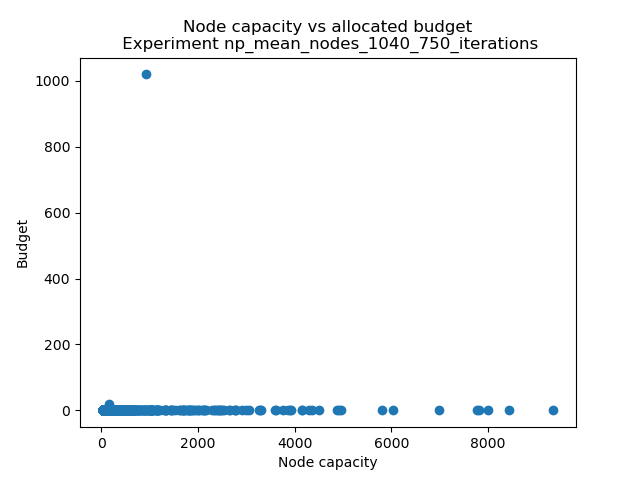 Node capacity vs allocated budget
Experiment np_mean_nodes_1040_750_iterations
1000
800
600
400
200
0
Budget
0 2000 4000 6000 8000
Node capacity